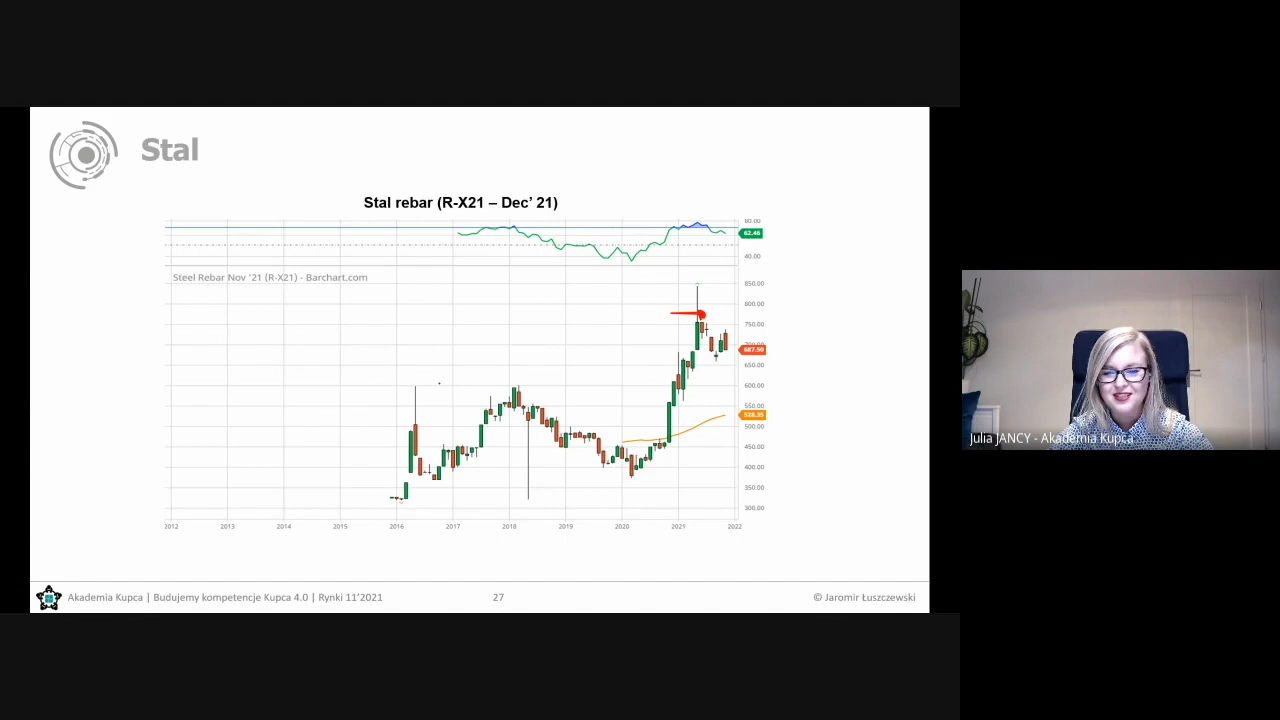 Stal
Stal rebar (R-X21 – Dec’ 21)
80.00
62.46
40.00
Steel Rebar Nov '21 (R-X21) - Barchart.com
850.00
800.00
750.00
700.00
687.50
650.00
600.00
550.00
528.35
500.00
450.00
400.00
350.00
300.00
2012 2013 2014 2015 2016 2017 2018 2019 2020 2021 2022
Akademia Kupca | Budujemy kompetencje Kupca 4.0 | Rynki 11’2021 27 © Jaromir Łuszczewski
Julia JANCY - Akademia Kupca